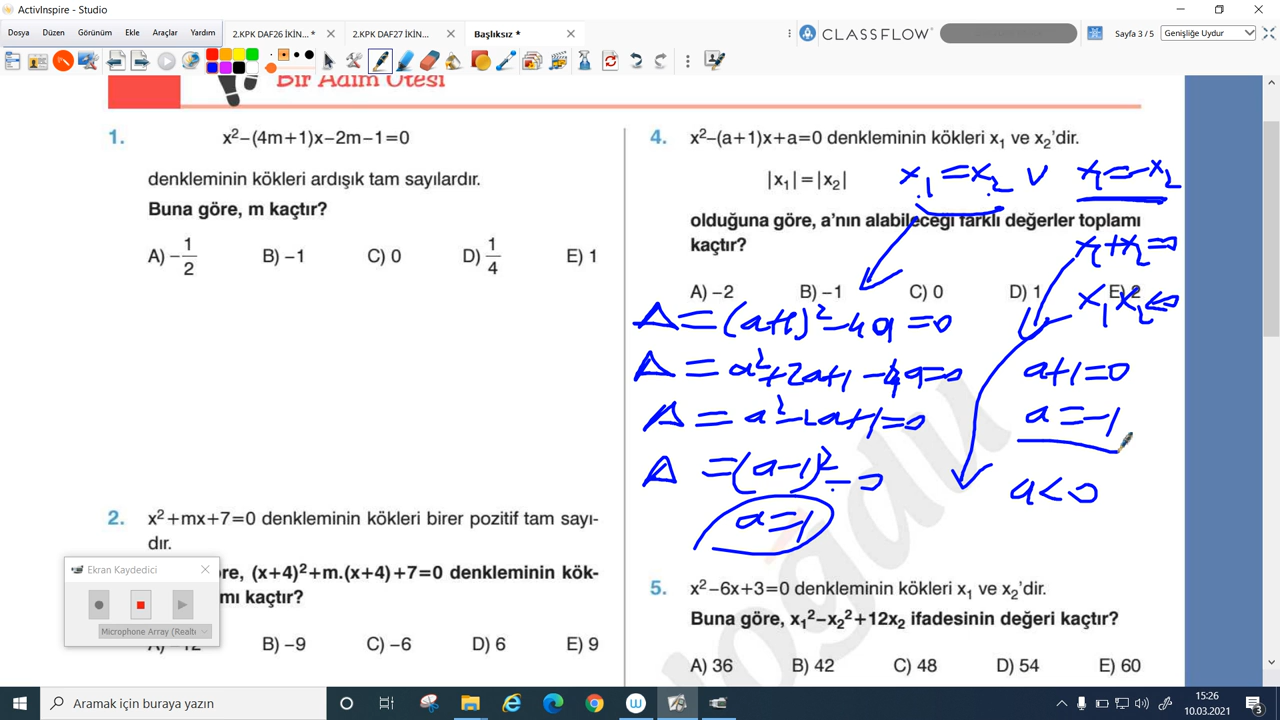 ActivInspire - Studio
Dosya Düzen Görünüm Ekle Araçlar Yardım
2.KPK DAF26 İKİN... *
2.KPK DAF27 İKİN...
Başlıksız *
CLASSFLOW
Sayfa 3 / 5
Genişliğe Uydur
Bir Adım Ötesi
1. x²−(4m+1)x−2m−1=0
denkleminin kökleri ardışık tam sayılardır.
Buna göre, m kaçtır?
A) −1/2 B) −1 C) 0 D) 1/4 E) 1
2. x²+mx+7=0 denkleminin kökleri birer pozitif tam sayı-
dır.
re, (x+4)²+m.(x+4)+7=0 denkleminin kök-
amı kaçtır?
A) −12 B) −9 C) −6 D) 6 E) 9
Ekran Kaydedici
Microphone Array (Realt
4. x²−(a+1)x+a=0 denkleminin kökleri x₁ ve x₂'dir.
|x₁|=|x₂|
x₁=x₂ ∨ x₁=−x₂
olduğuna göre, a'nın alabileceği farklı değerler toplamı
kaçtır?
x₁+x₂=0
A) −2 B) −1 C) 0 D) 1 E) 2
x₁x₂<0
Δ=(a+1)²−4a=0
Δ=a²+2a+1−4a=0
Δ=a²−2a+1=0
Δ=(a−1)²=0
a=1
a+1=0
a=−1
a<0
5. x²−6x+3=0 denkleminin kökleri x₁ ve x₂'dir.
Buna göre, x₁²−x₂²+12x₂ ifadesinin değeri kaçtır?
A) 36 B) 42 C) 48 D) 54 E) 60
Aramak için buraya yazın
15:26
10.03.2021
3